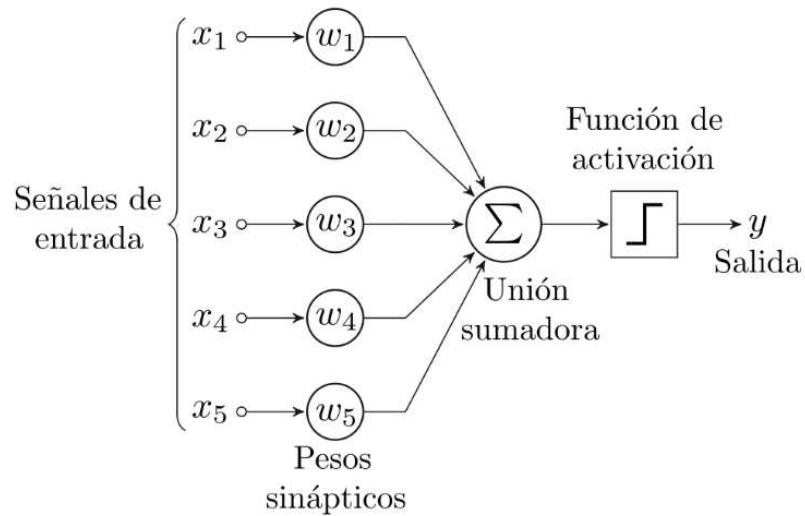 x₁ w₁
x₂ w₂
Función de
activación
Señales de
entrada
x₃ w₃ ∑ y
Salida
Unión
sumadora
x₄ w₄
x₅ w₅
Pesos
sinápticos